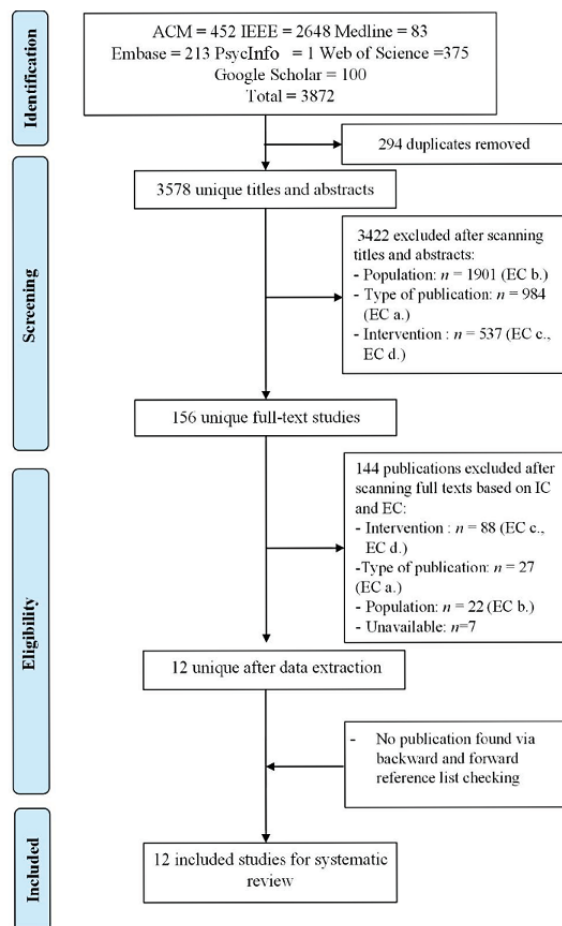 Identification
ACM = 452 IEEE = 2648 Medline = 83
Embase = 213 PsycInfo = 1 Web of Science =375
Google Scholar = 100
Total = 3872
294 duplicates removed
Screening
3578 unique titles and abstracts
3422 excluded after scanning
titles and abstracts:
- Population: n = 1901 (EC b.)
- Type of publication: n = 984
(EC a.)
- Intervention : n = 537 (EC c.,
EC d.)
156 unique full-text studies
Eligibility
144 publications excluded after
scanning full texts based on IC
and EC:
- Intervention : n = 88 (EC c.,
EC d.)
-Type of publication: n = 27
(EC a.)
- Population: n = 22 (EC b.)
- Unavailable: n=7
12 unique after data extraction
- No publication found via
backward and forward
reference list checking
Included
12 included studies for systematic
review